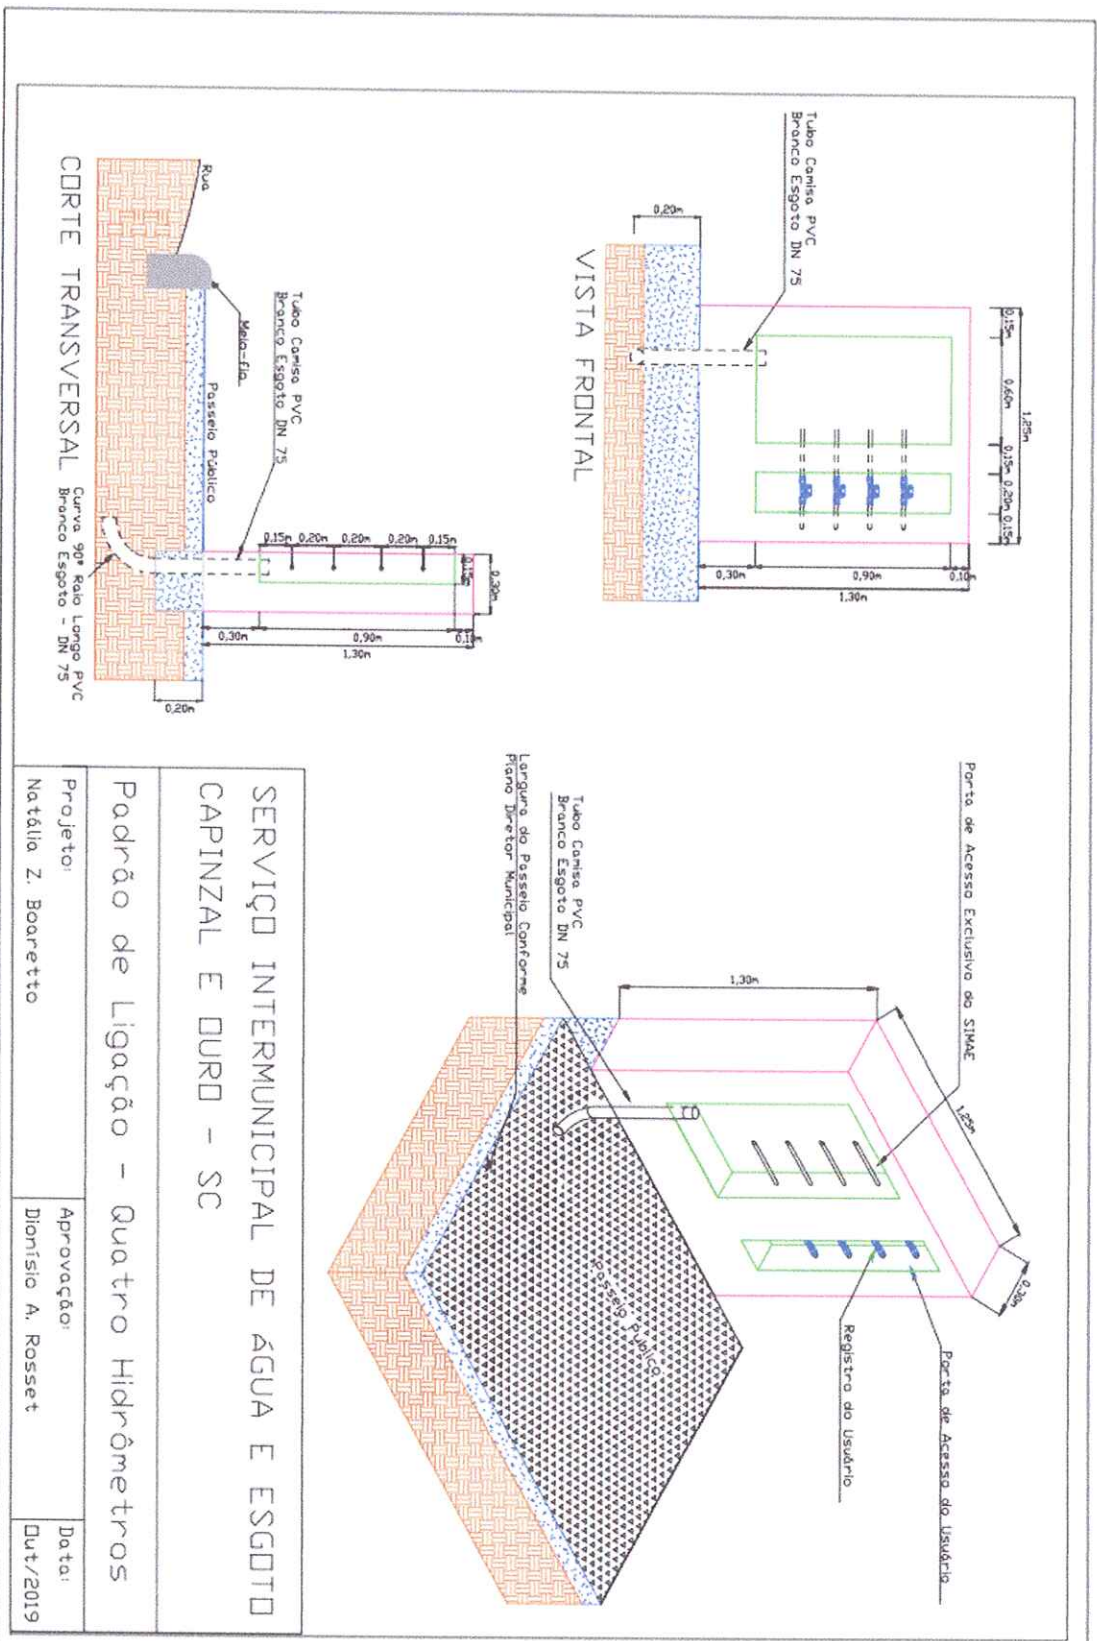 Tubo Camisa PVC
Branco Esgoto DN 75
0,20m
1,25m
0,15m
0,60m
0,15m
0,20m
0,15m
0,30m
0,90m
0,10m
1,30m
VISTA FRONTAL
Rua
Meio-fio
Passeio Público
Tubo Camisa PVC
Branco Esgoto DN 75
0,15m
0,20m
0,20m
0,20m
0,15m
0,15m
0,30m
0,30m
0,90m
0,10m
1,30m
0,20m
Curva 90° Raio Longo PVC
Branco Esgoto - DN 75
CORTE TRANSVERSAL
Porta de Acesso Exclusivo do SIMAE
1,30m
1,25m
0,30m
Tubo Camisa PVC
Branco Esgoto DN 75
Largura do Passeio Conforme
Plano Diretor Municipal
Passeio Público
Porta de Acesso do Usuário
Registro do Usuário
SERVIÇO INTERMUNICIPAL DE ÁGUA E ESGOTO
CAPINZAL E OURO - SC
Padrão de Ligação - Quatro Hidrômetros
Projeto:
Natália Z. Boaretto
Aprovação:
Dionísio A. Rosset
Data:
Out/2019